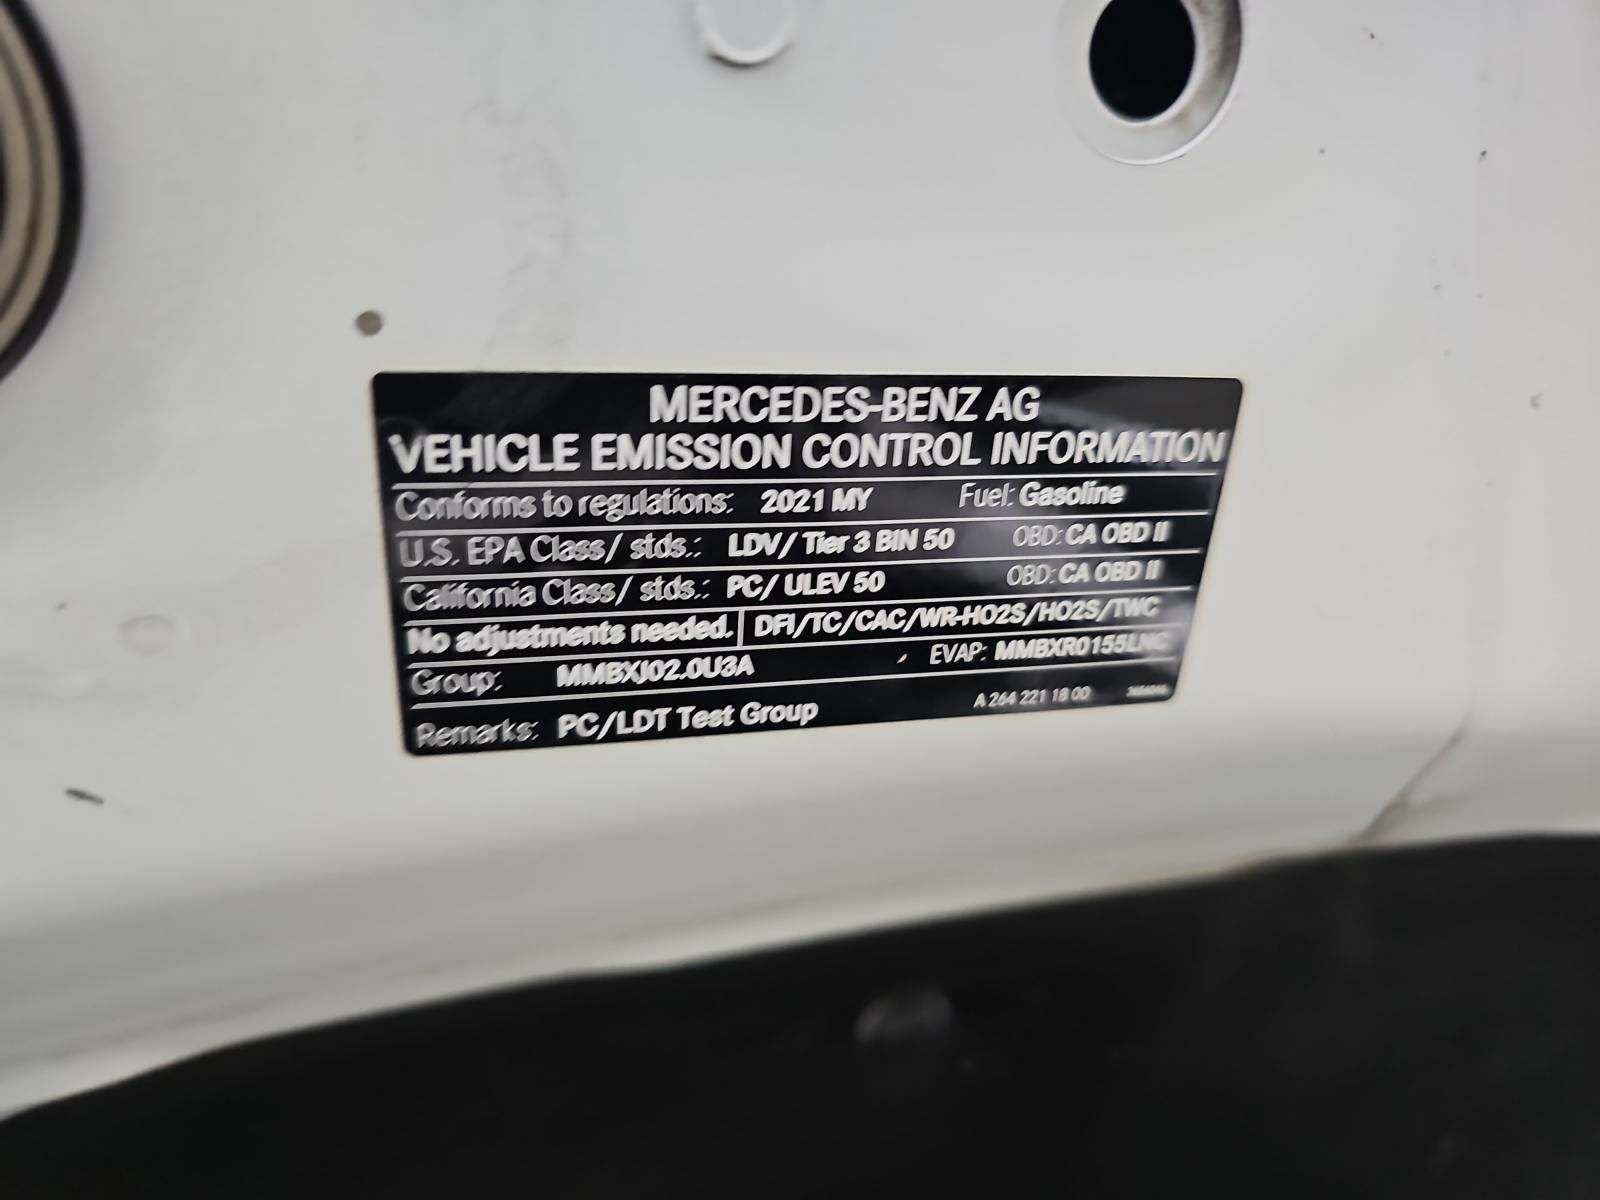 MERCEDES-BENZ AG
VEHICLE EMISSION CONTROL INFORMATION
Conforms to regulations: 2021 MY Fuel: Gasoline
U.S. EPA Class/ stds.: LDV/ Tier 3 BIN 50 OBD: CA OBD II
California Class/ stds.: PC/ ULEV 50 OBD: CA OBD II
No adjustments needed. DFI/TC/CAC/WR-HO2S/HO2S/TWC
Group: MMBXJ02.0U3A EVAP: MMBXR0155LNG
Remarks: PC/LDT Test Group A 264 221 18 00